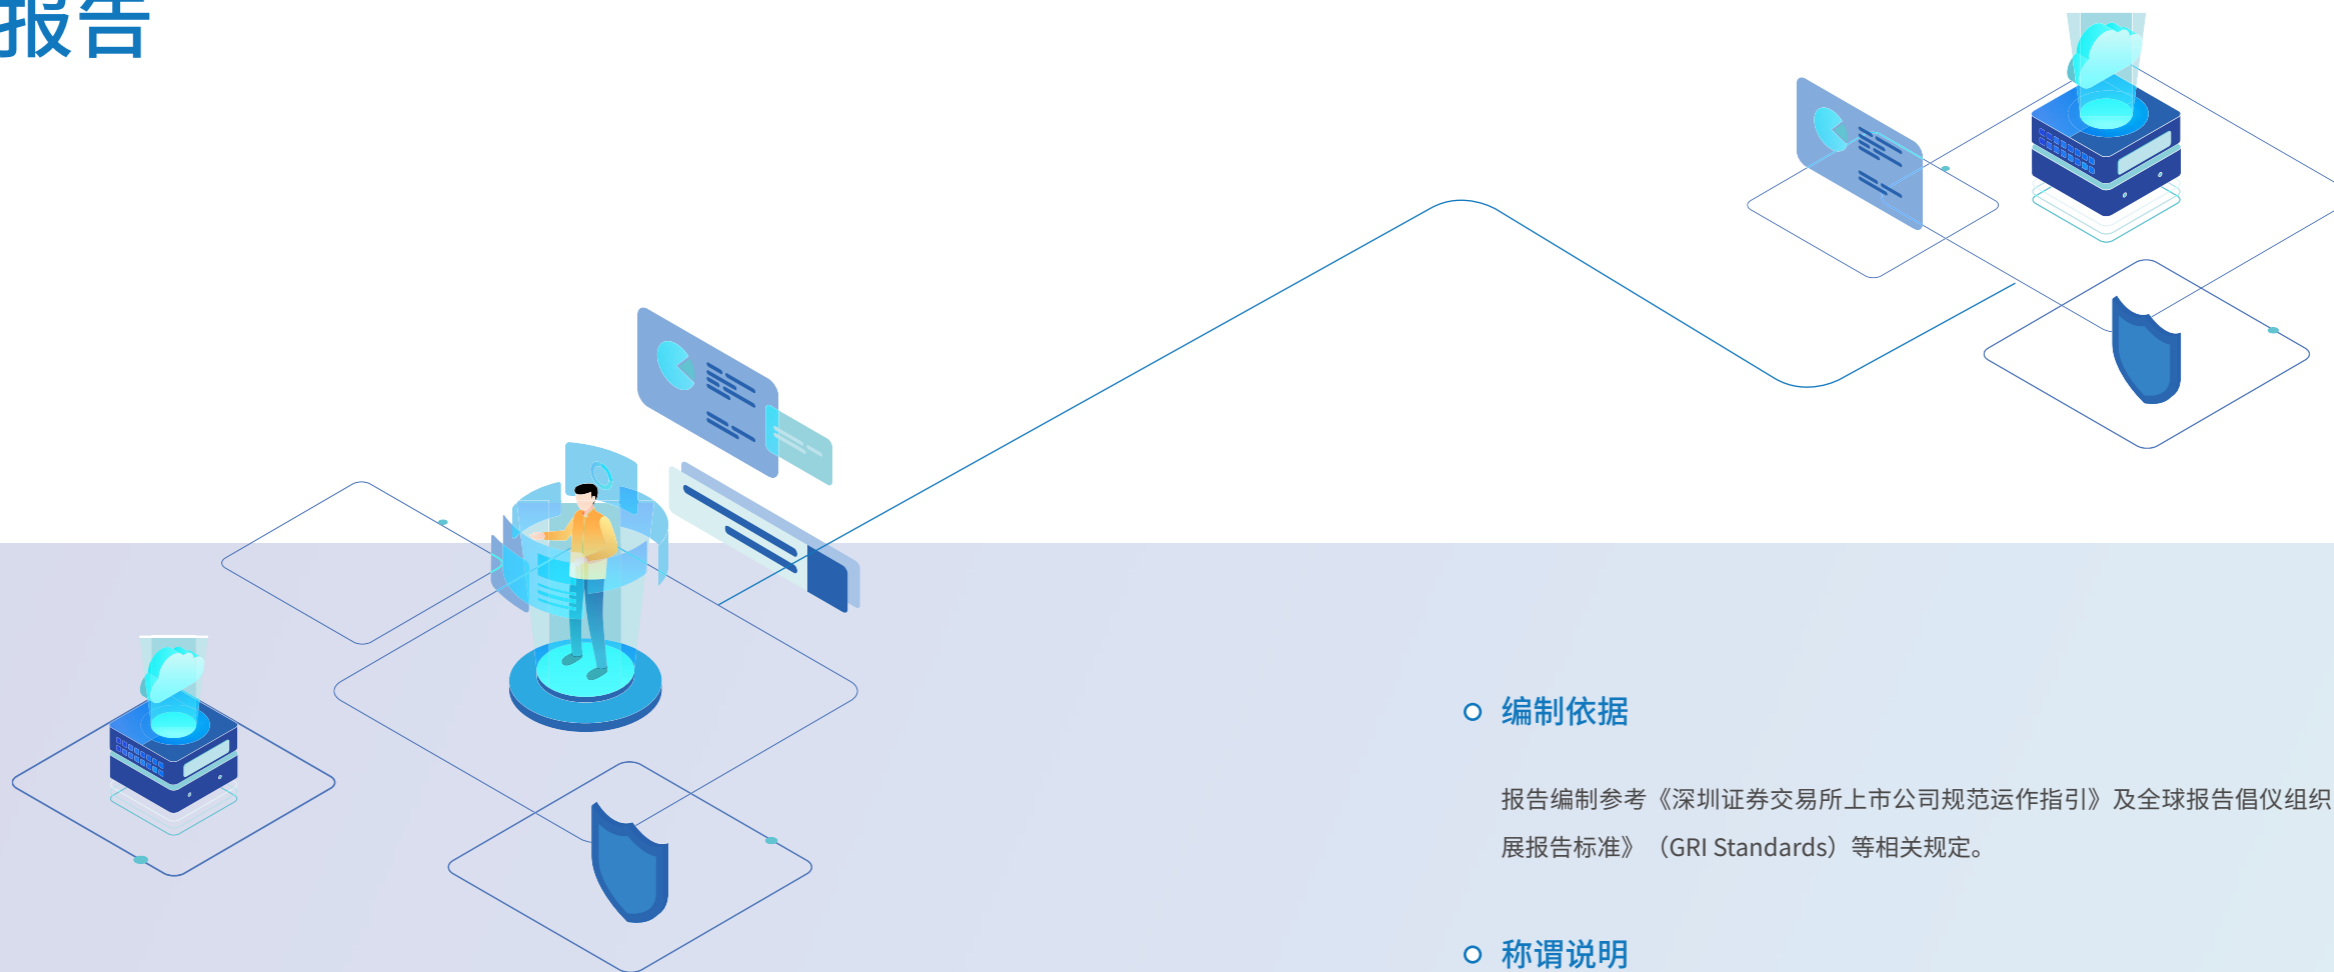 报告
编制依据
报告编制参考《深圳证券交易所上市公司规范运作指引》及全球报告倡仪组织
展报告标准》（GRI Standards）等相关规定。
称谓说明